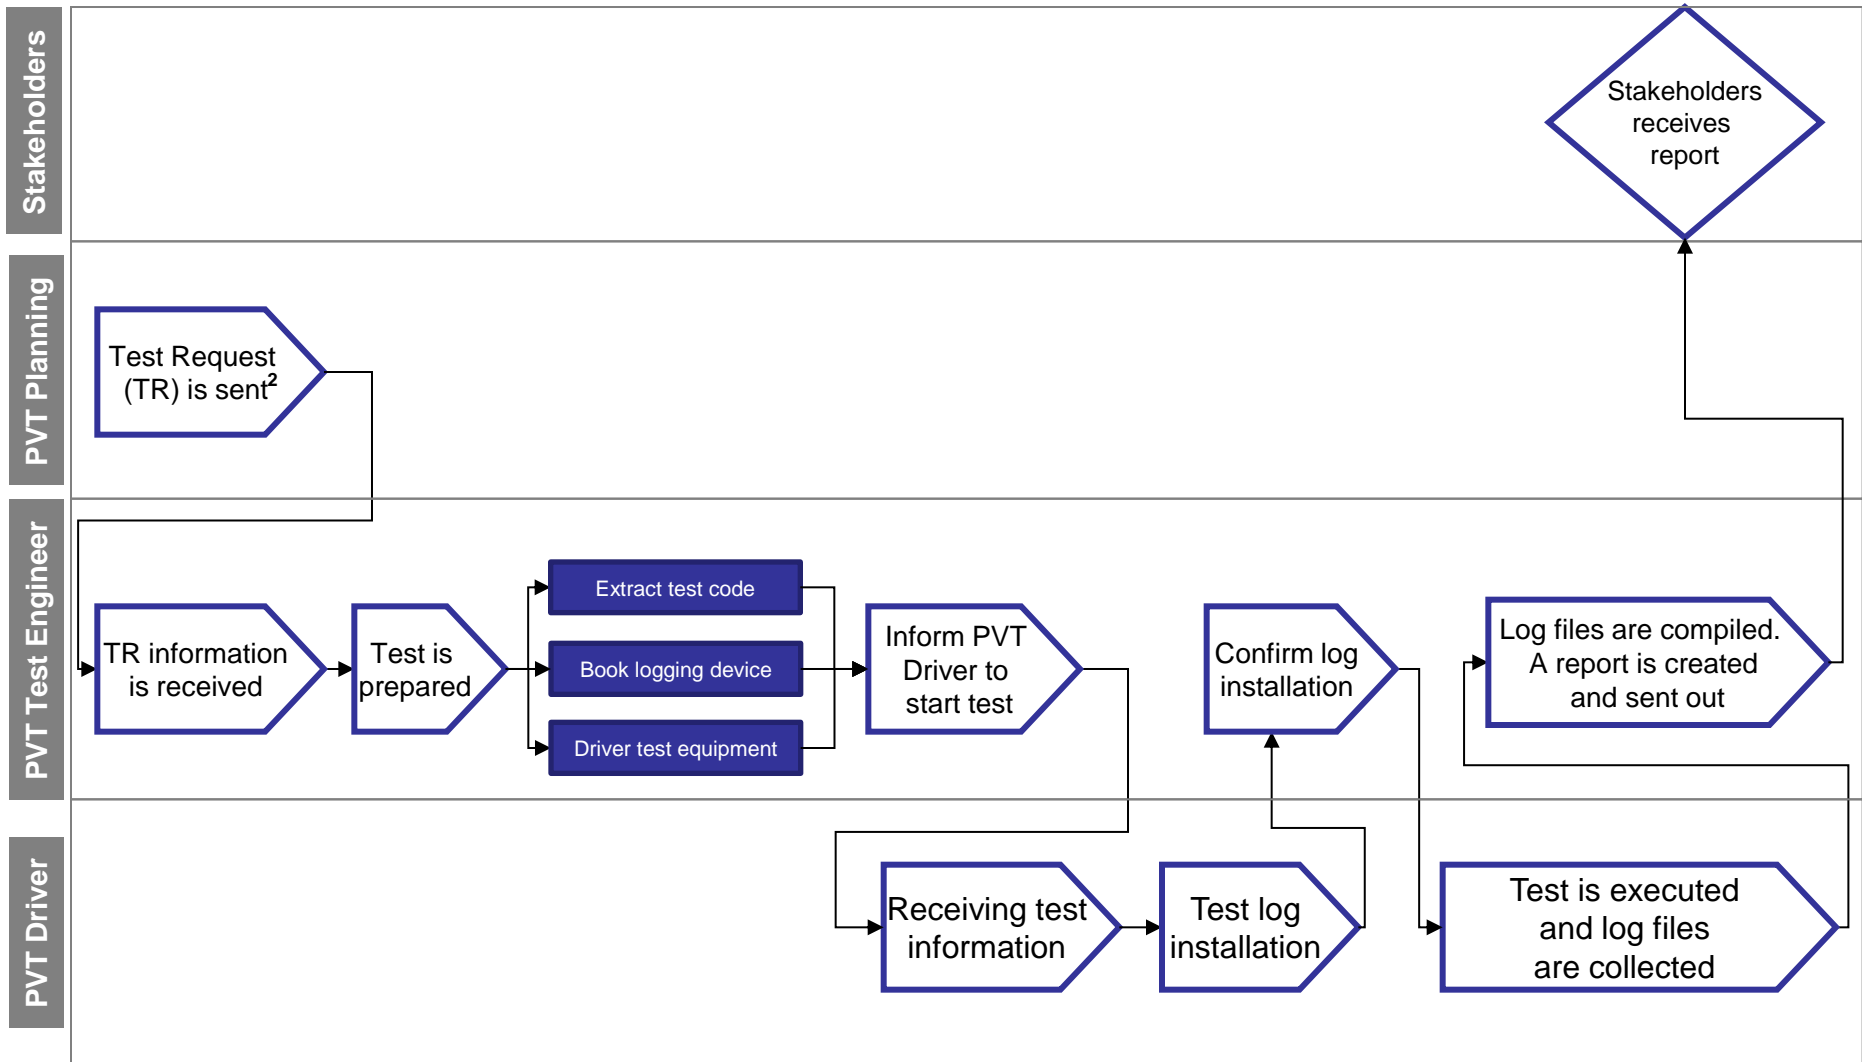 Stakeholders
Stakeholders
receives
report
PVT Planning
Test Request
(TR) is sent²
PVT Test Engineer
TR information
is received
Test is
prepared
Extract test code
Book logging device
Driver test equipment
Inform PVT
Driver to
start test
Confirm log
installation
Log files are compiled.
A report is created
and sent out
PVT Driver
Receiving test
information
Test log
installation
Test is executed
and log files
are collected